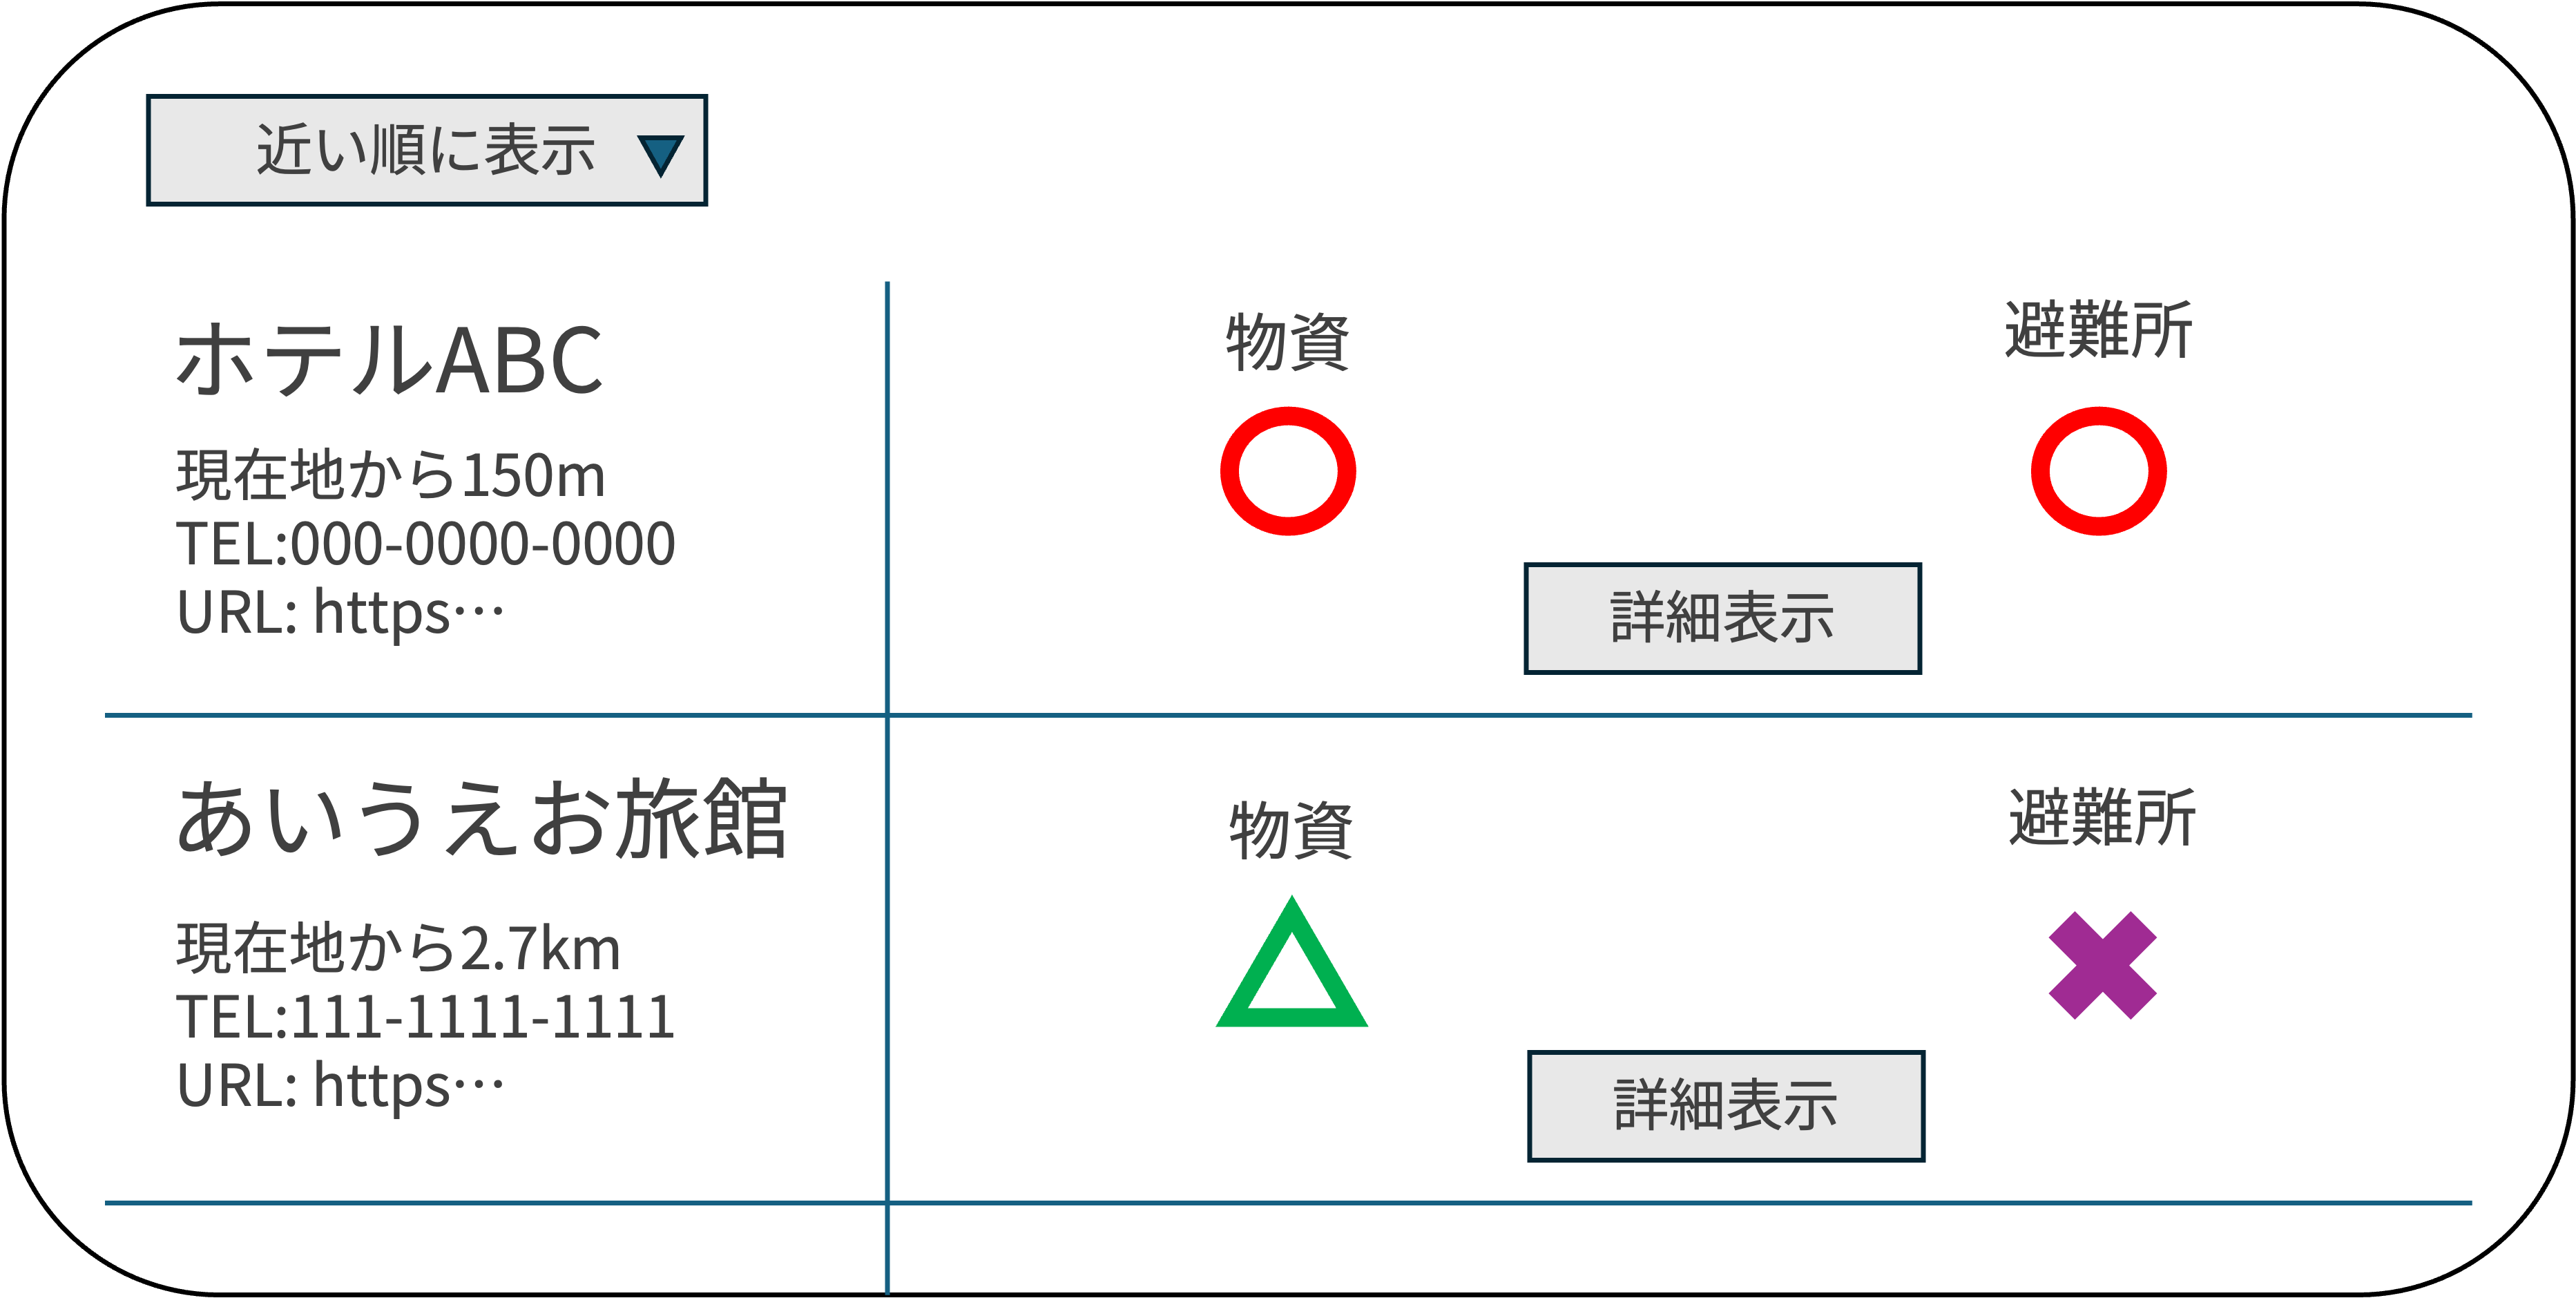 近い順に表示
ホテルABC
現在地から150m
TEL:000-0000-0000
URL: https…
物資
避難所
詳細表示
あいうえお旅館
現在地から2.7km
TEL:111-1111-1111
URL: https…
物資
避難所
詳細表示